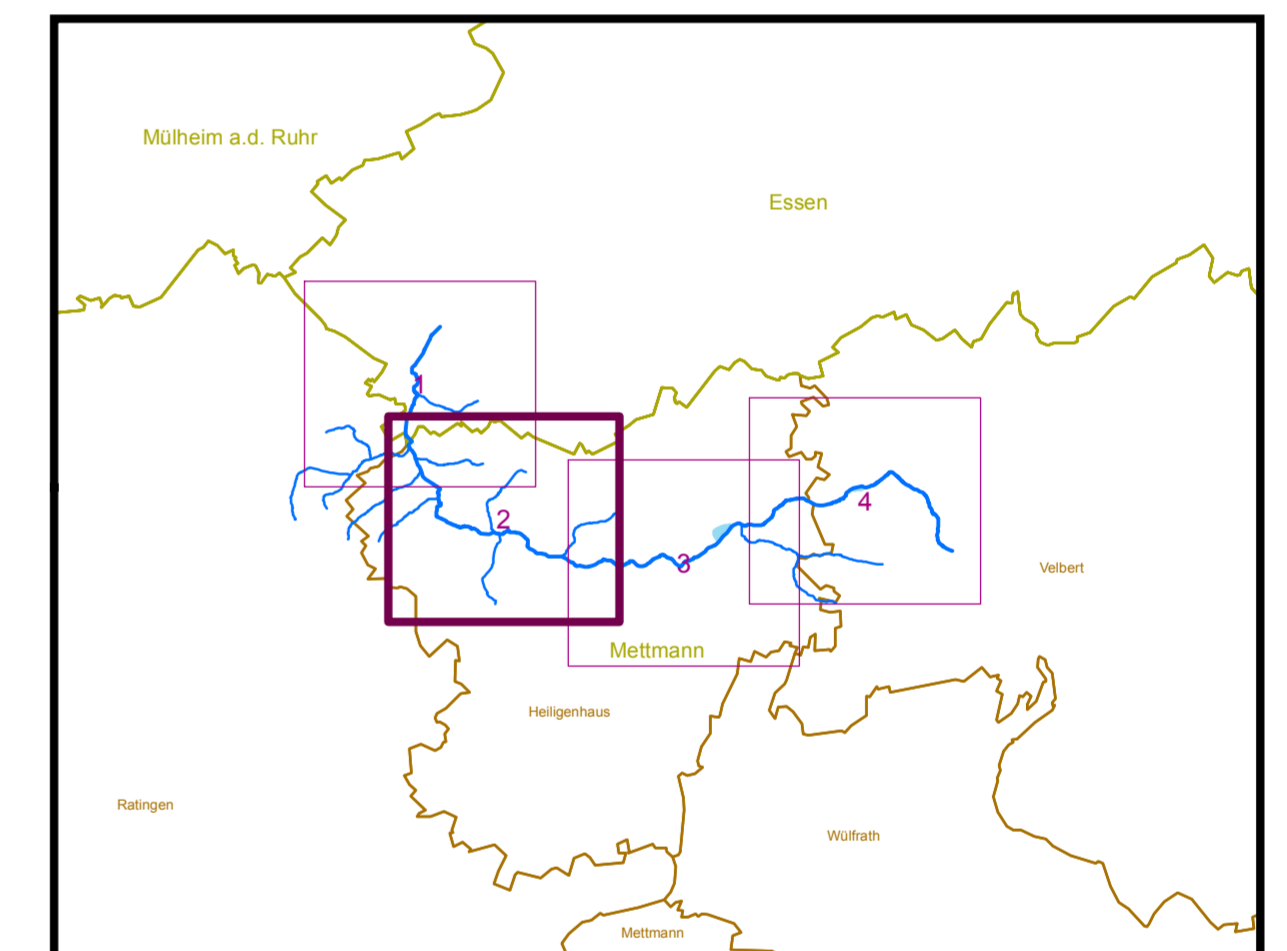 Mülheim a.d. Ruhr
Essen
1
4
2
3
Velbert
Mettmann
Heiligenhaus
Ratingen
Wülfrath
Mettmann